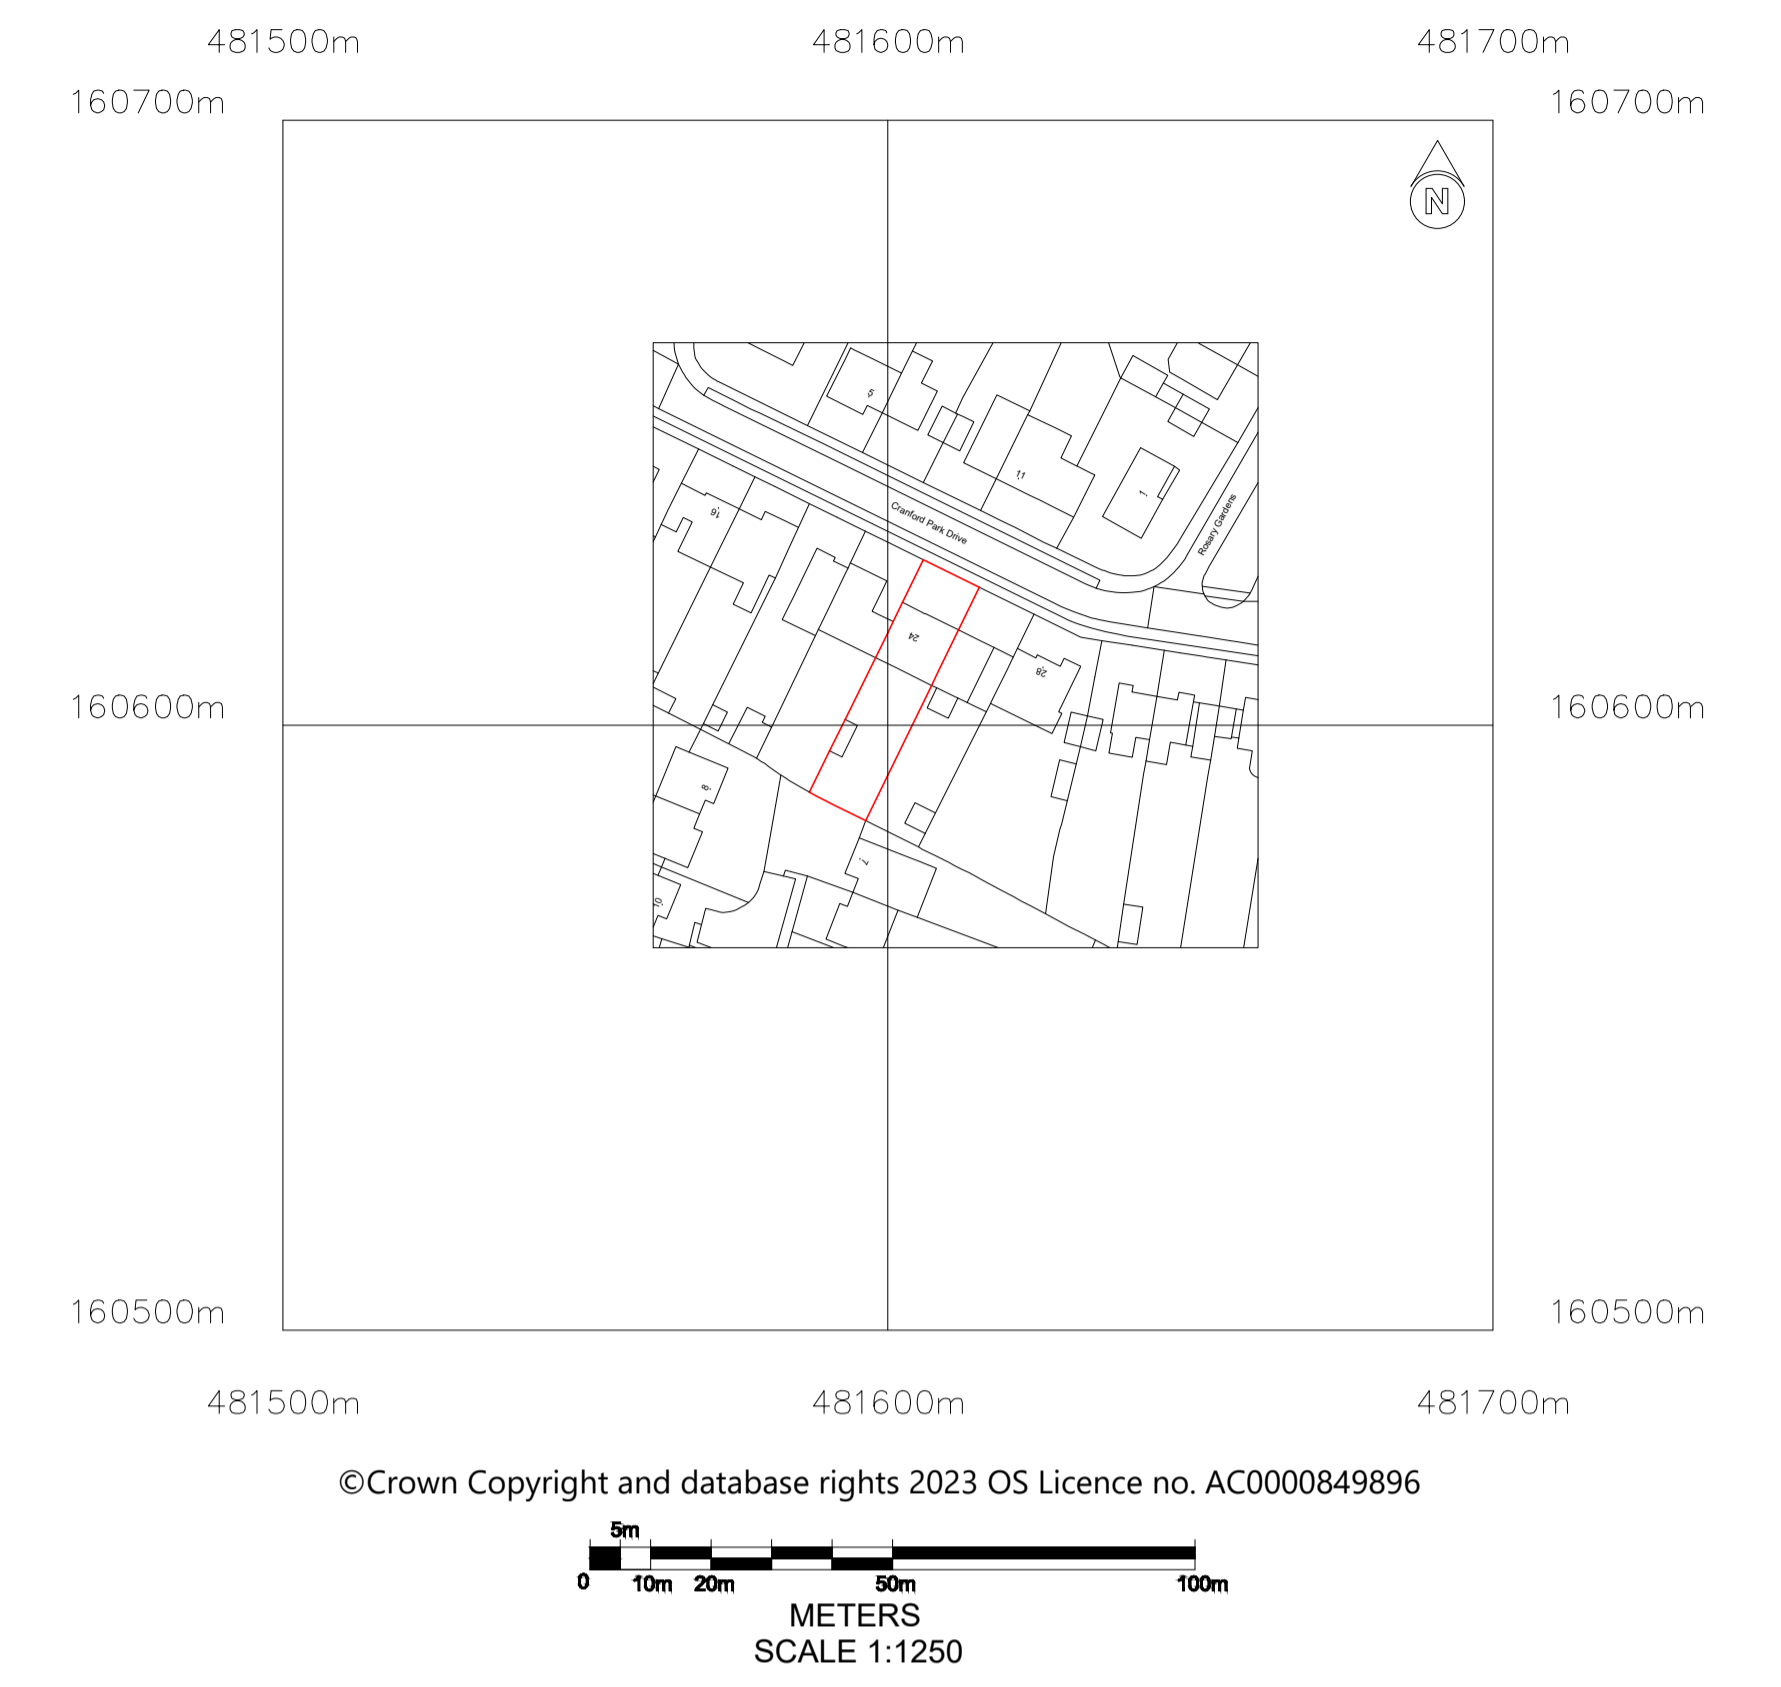 481500m 481600m 481700m
160700m 160700m
N
5
11
1
Cranford Park Drive
Rosary Gardens
16
24
28
160600m 160600m
8
7
10
160500m 160500m
481500m 481600m 481700m
©Crown Copyright and database rights 2023 OS Licence no. AC0000849896
5m
0 10m 20m 50m 100m
METERS
SCALE 1:1250